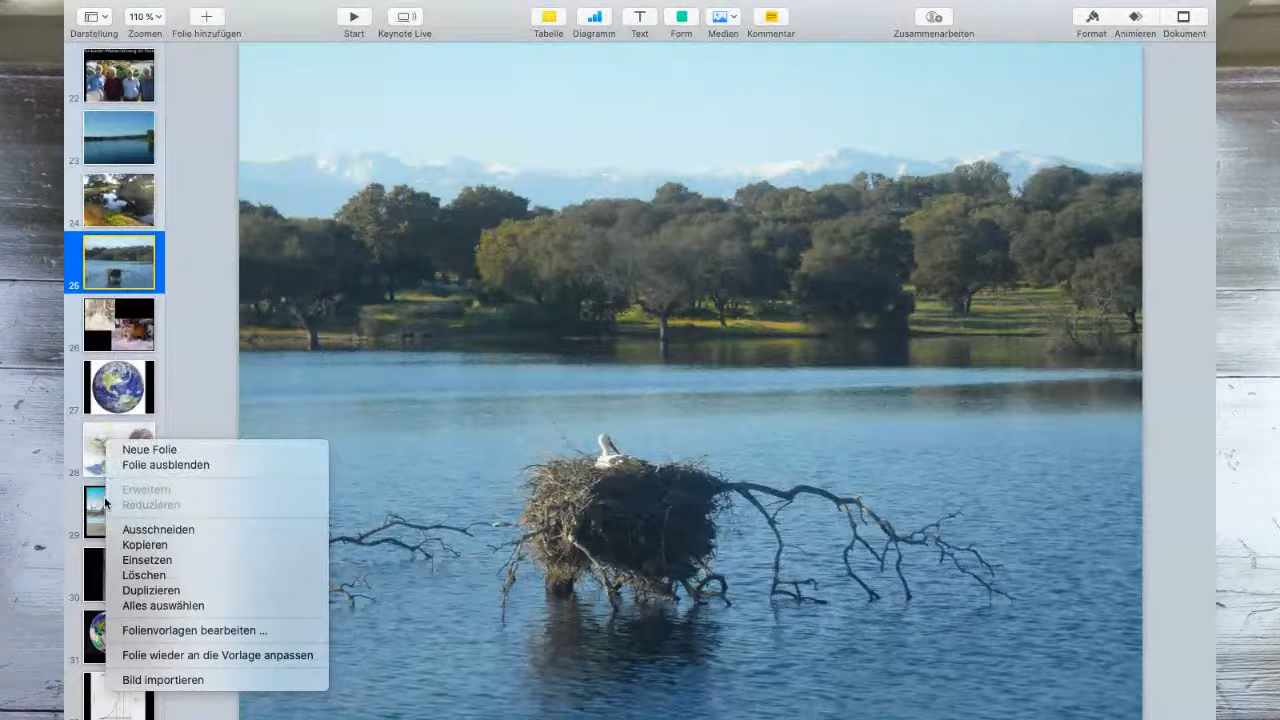 110 %
Darstellung Zoomen Folie hinzufügen Start Keynote Live Tabelle Diagramm Text Form Medien Kommentar Zusammenarbeiten Format Animieren Dokument
22
23
24
25
26
27
28
29
30
31
Neue Folie
Folie ausblenden
Erweitern
Reduzieren
Ausschneiden
Kopieren
Einsetzen
Löschen
Duplizieren
Alles auswählen
Folienvorlagen bearbeiten ...
Folie wieder an die Vorlage anpassen
Bild importieren